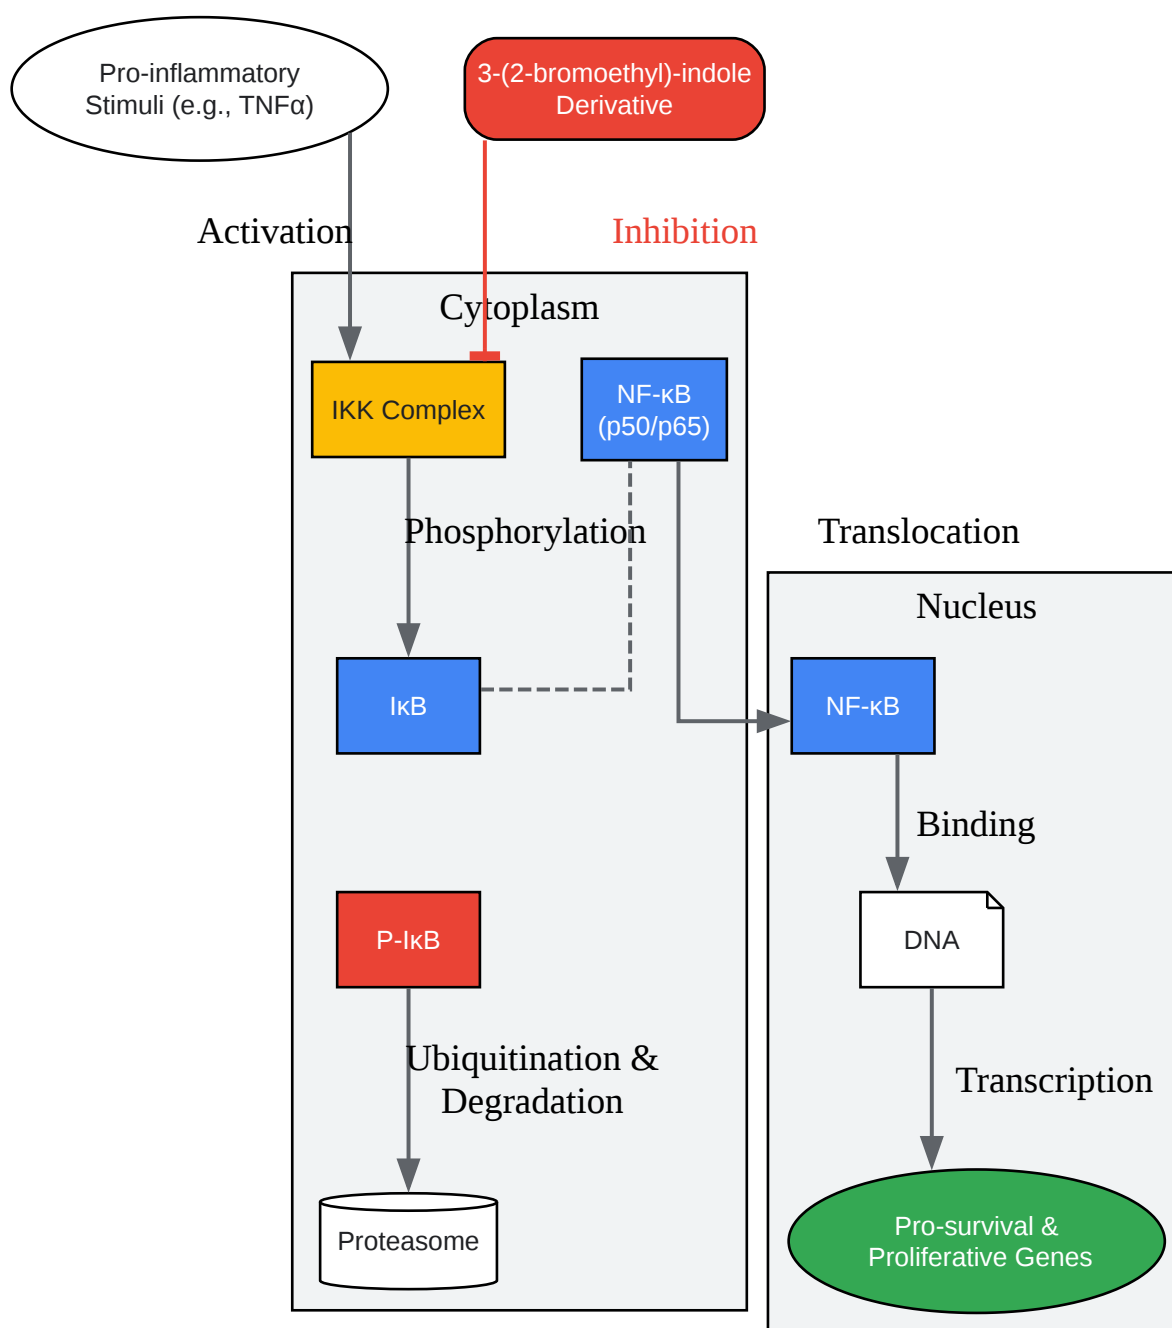 Pro-inflammatory
Stimuli (e.g., TNFα)
3-(2-bromoethyl)-indole
Derivative
Activation
Inhibition
Cytoplasm
IKK Complex
NF-κB
(p50/p65)
Phosphorylation
Translocation
Nucleus
IκB
NF-κB
Binding
P-IκB
DNA
Ubiquitination &
Degradation
Transcription
Proteasome
Pro-survival &
Proliferative Genes